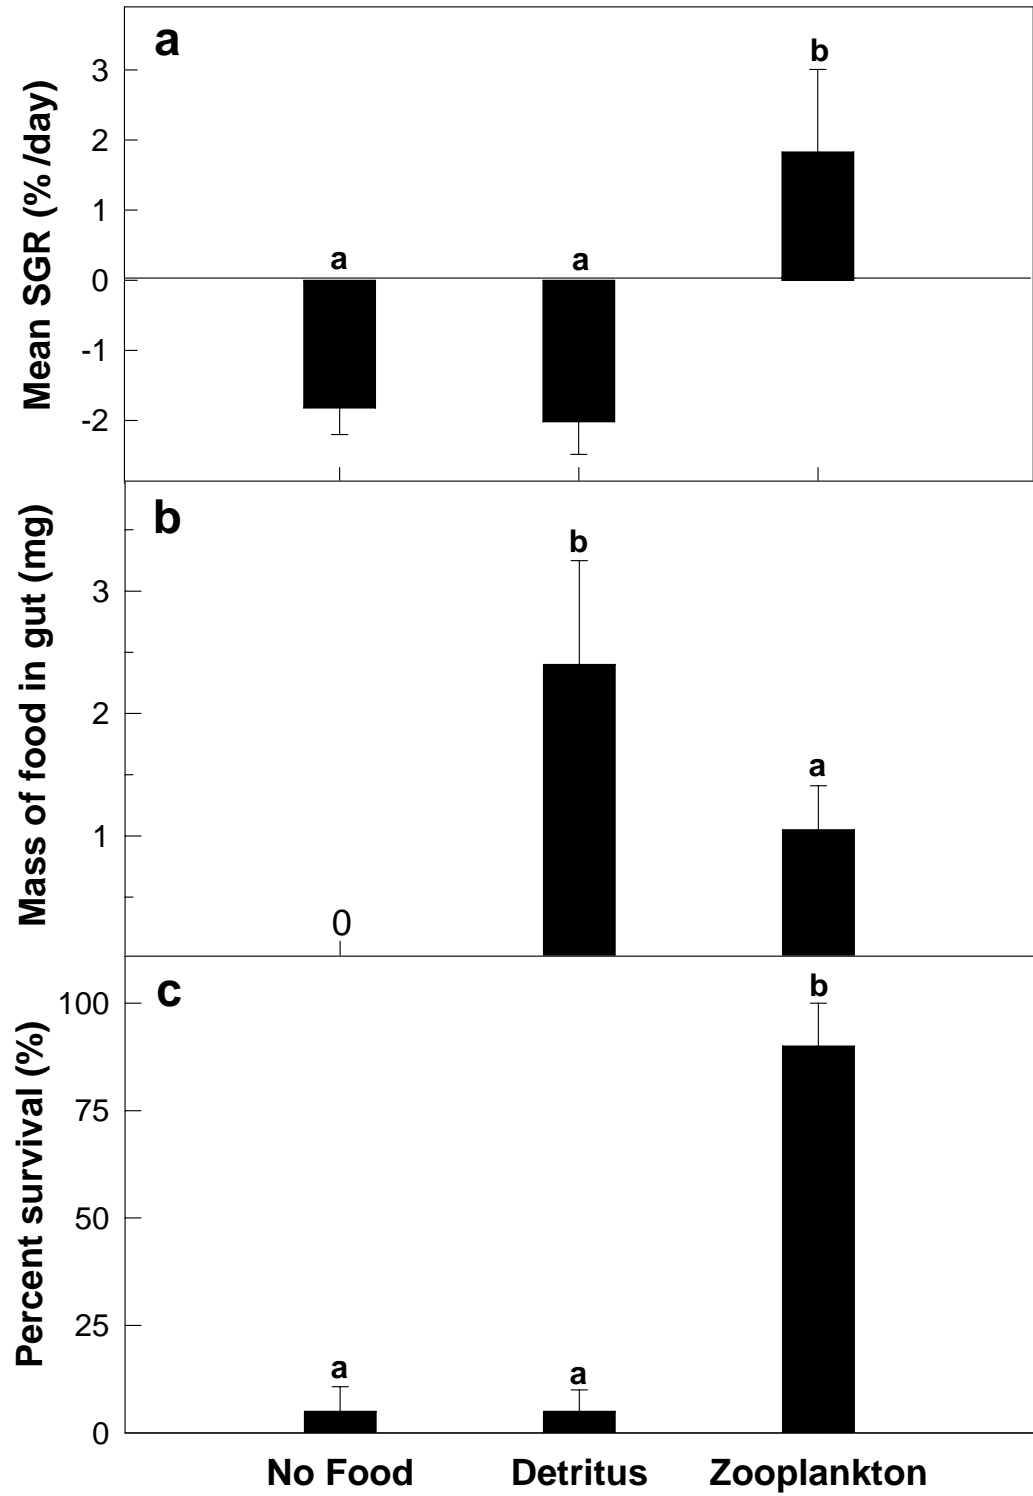 a
Mean SGR (% /day)
3
2
1
0
-1
-2
a
a
b
b
Mass of food in gut (mg)
3
2
1
0
b
a
c
Percent survival (%)
100
75
50
25
0
a
a
b
No Food
Detritus
Zooplankton